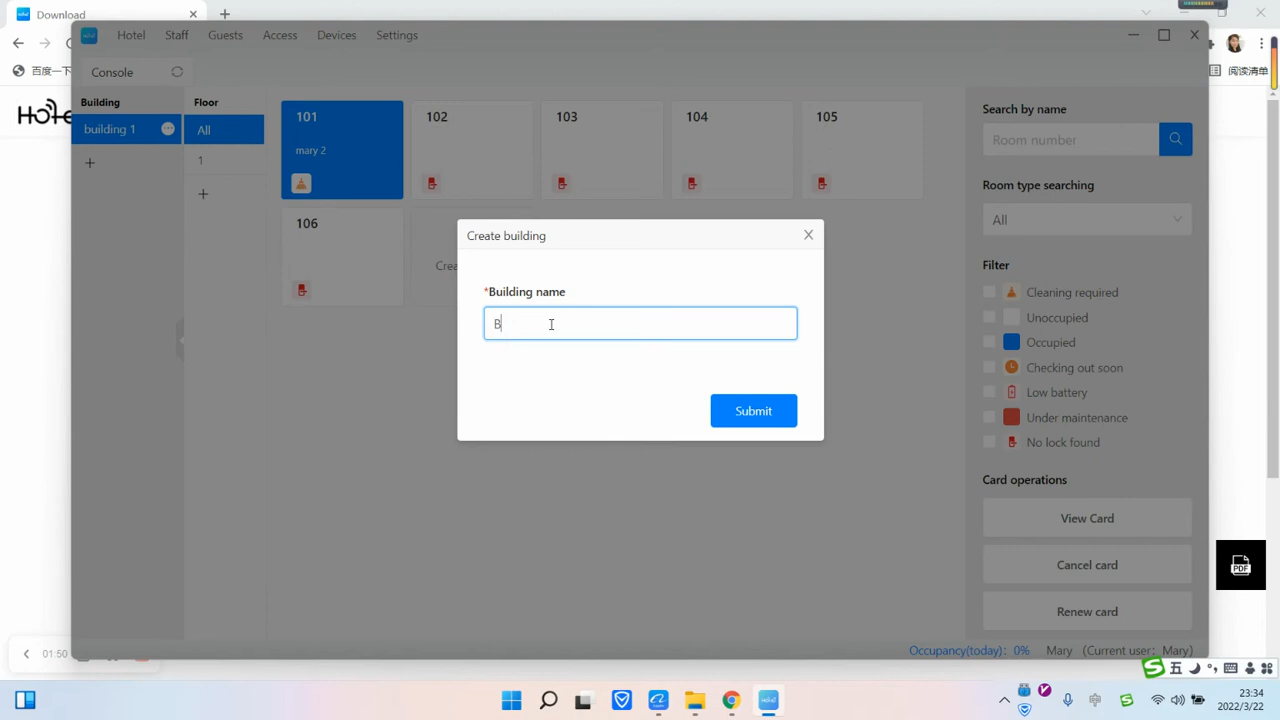 Download
百度一下
阅读清单
Hote
Hotel Staff Guests Access Devices Settings
Console
Building
building 1
Floor
All
1
101
mary 2
102
103
104
105
106
Crea
Create building
*Building name
B
Submit
Search by name
Room number
Room type searching
All
Filter
Cleaning required
Unoccupied
Occupied
Checking out soon
Low battery
Under maintenance
No lock found
Card operations
View Card
Cancel card
Renew card
PDF
01:50
Occupancy(today): 0% Mary (Current user: Mary)
五
中
23:34
2022/3/22